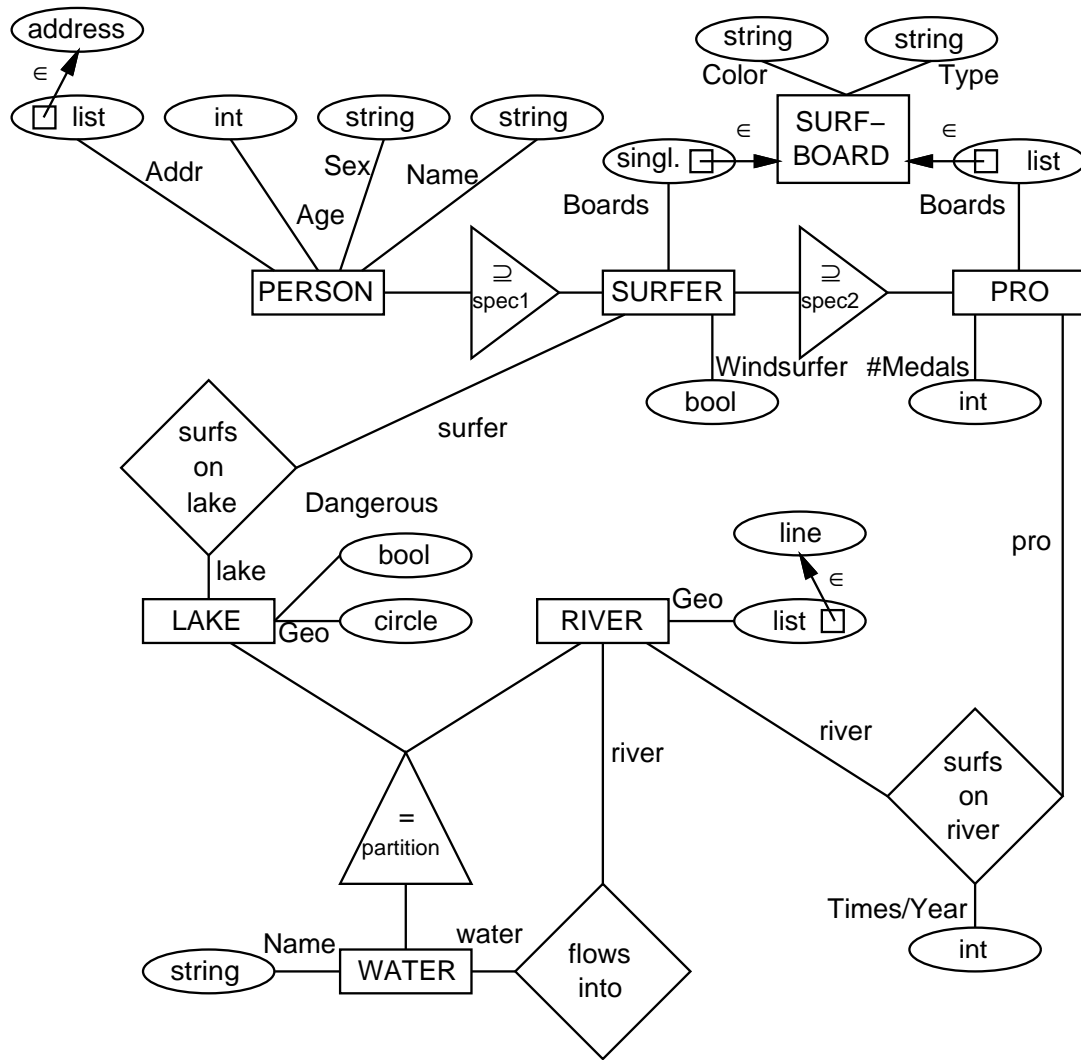 address
string
string
∈
Color
Type
list
int
string
string
SURF–
BOARD
∈
∈
singl.
list
Addr
Sex
Name
Age
Boards
Boards
PERSON
⊇
spec1
SURFER
⊇
spec2
PRO
Windsurfer
#Medals
bool
int
surfs
on
lake
surfer
Dangerous
line
pro
lake
bool
∈
LAKE
Geo
circle
RIVER
Geo
list
river
river
surfs
on
river
=
partition
Times/Year
Name
water
flows
into
string
WATER
int